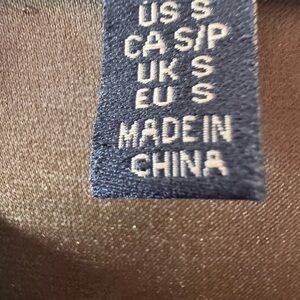 US S
CA S/P
UK S
EU S
MADE IN
CHINA